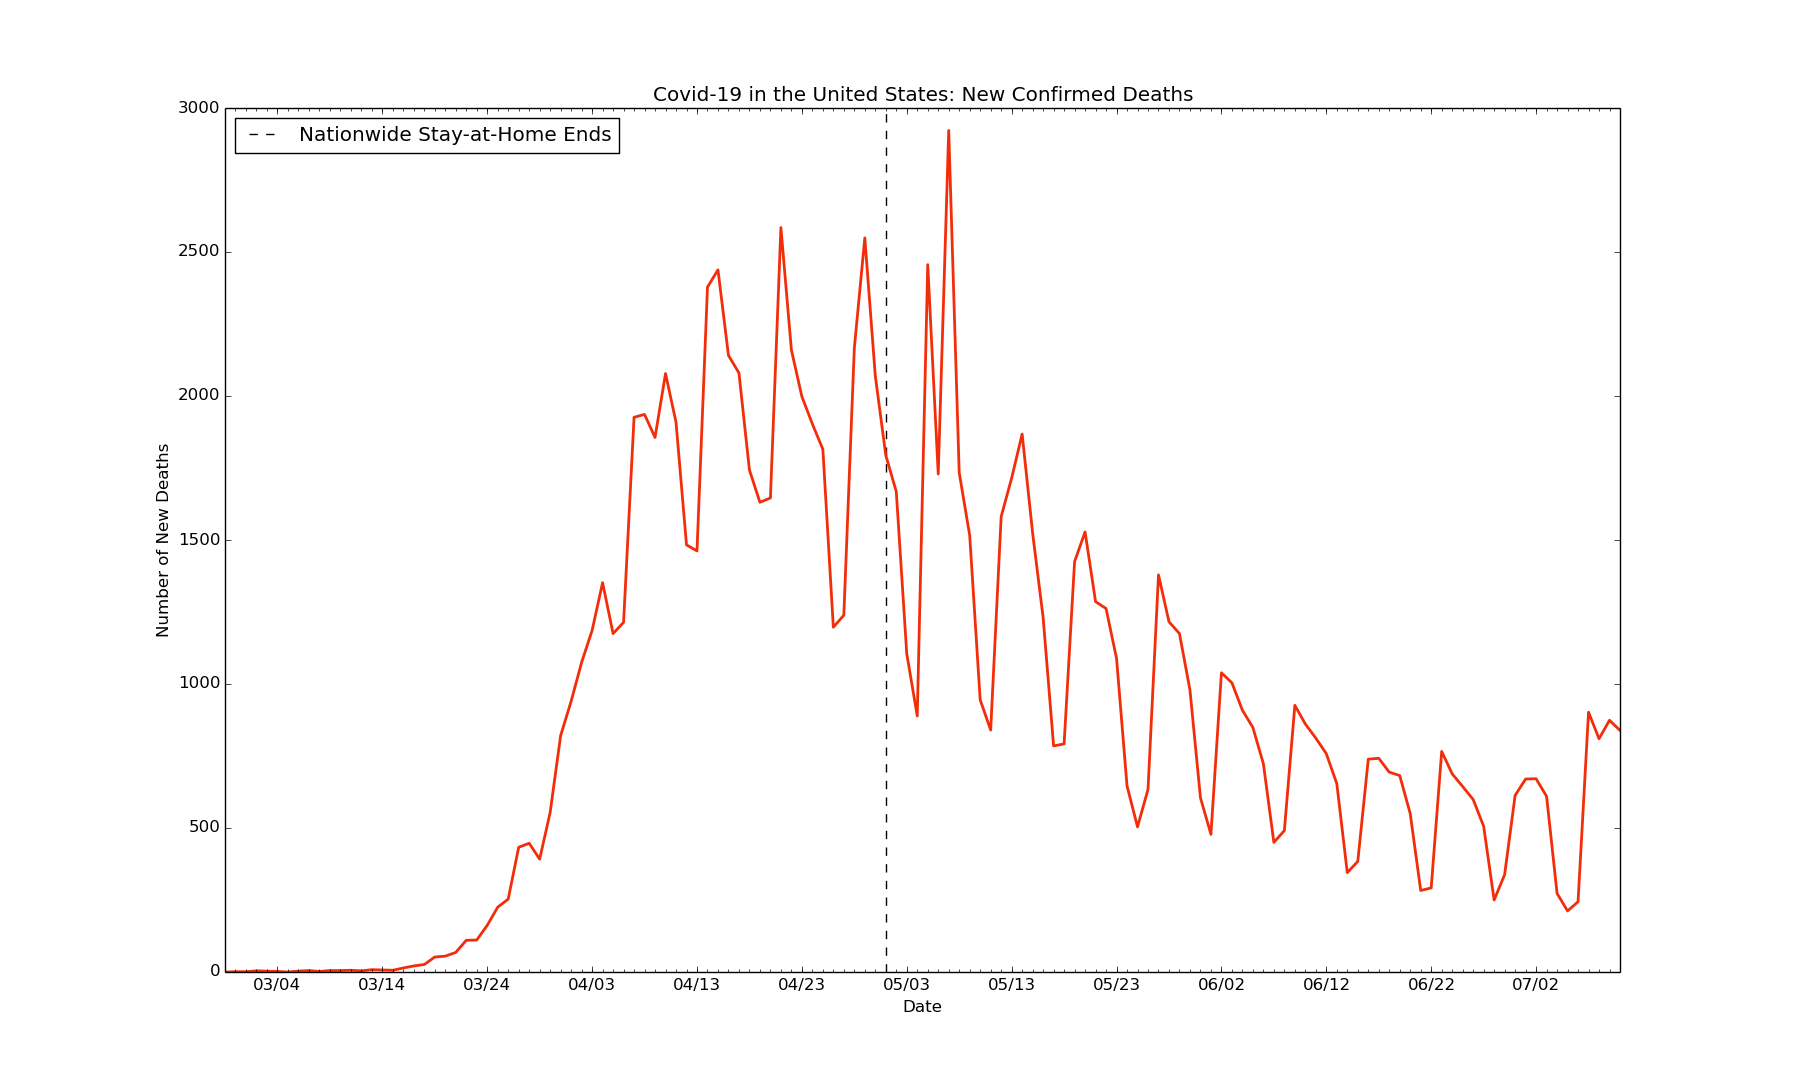 Covid-19 in the United States: New Confirmed Deaths
3000
Nationwide Stay-at-Home Ends
2500
2000
1500
1000
500
0
Number of New Deaths
03/04 03/14 03/24 04/03 04/13 04/23 05/03 05/13 05/23 06/02 06/12 06/22 07/02
Date